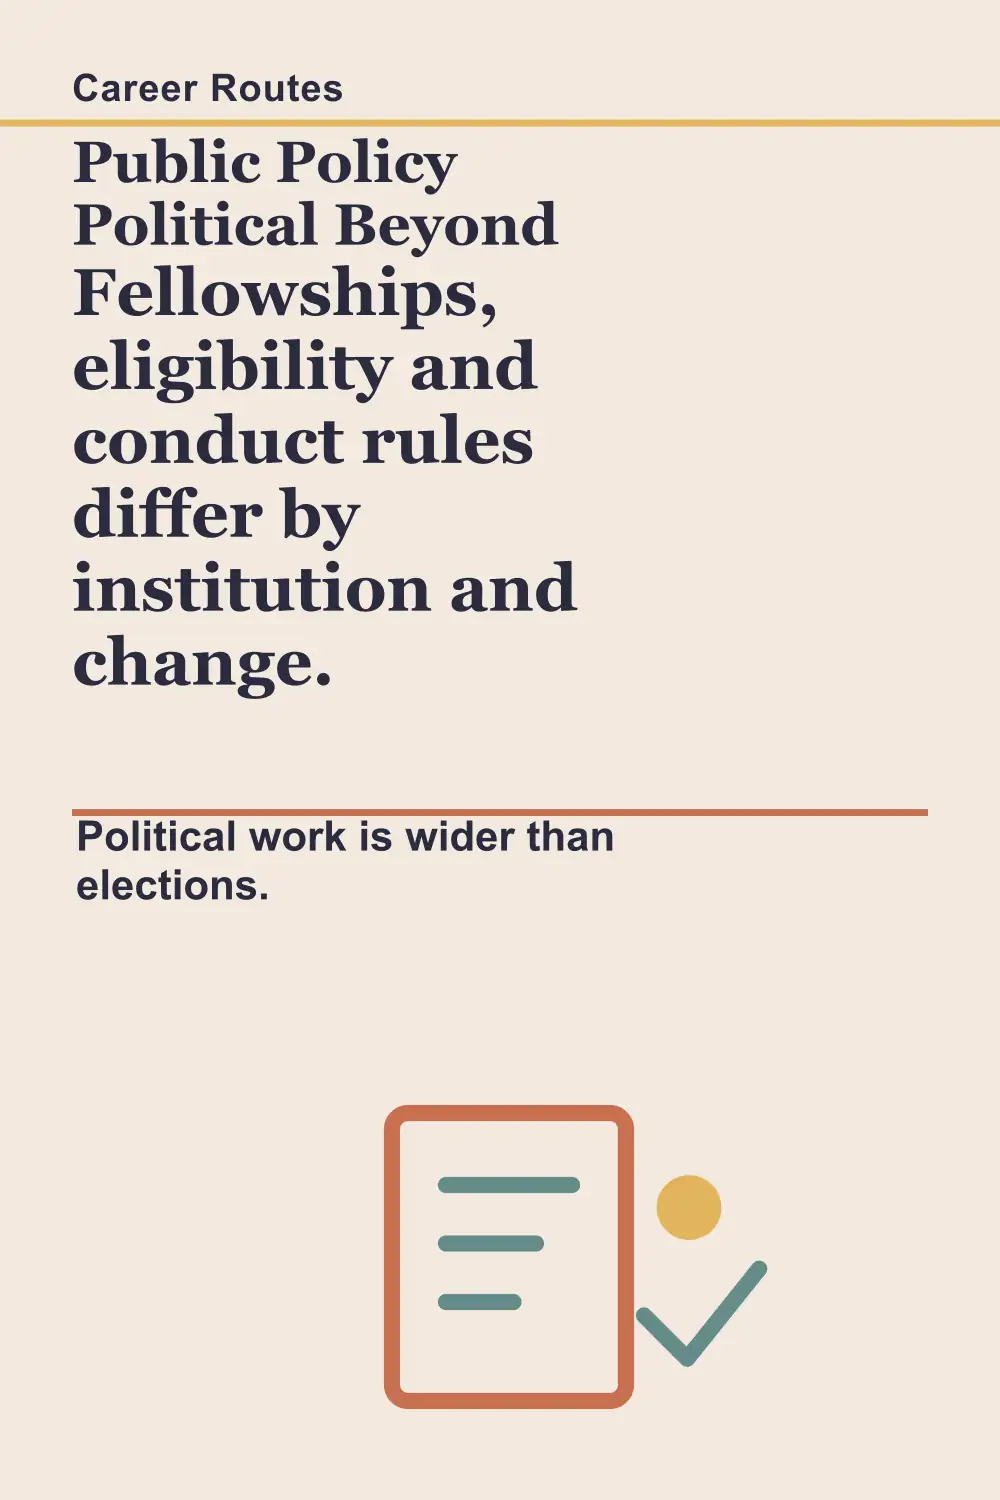 Career Routes
Public Policy
Political Beyond
Fellowships,
eligibility and
conduct rules
differ by
institution and
change.
Political work is wider than
elections.